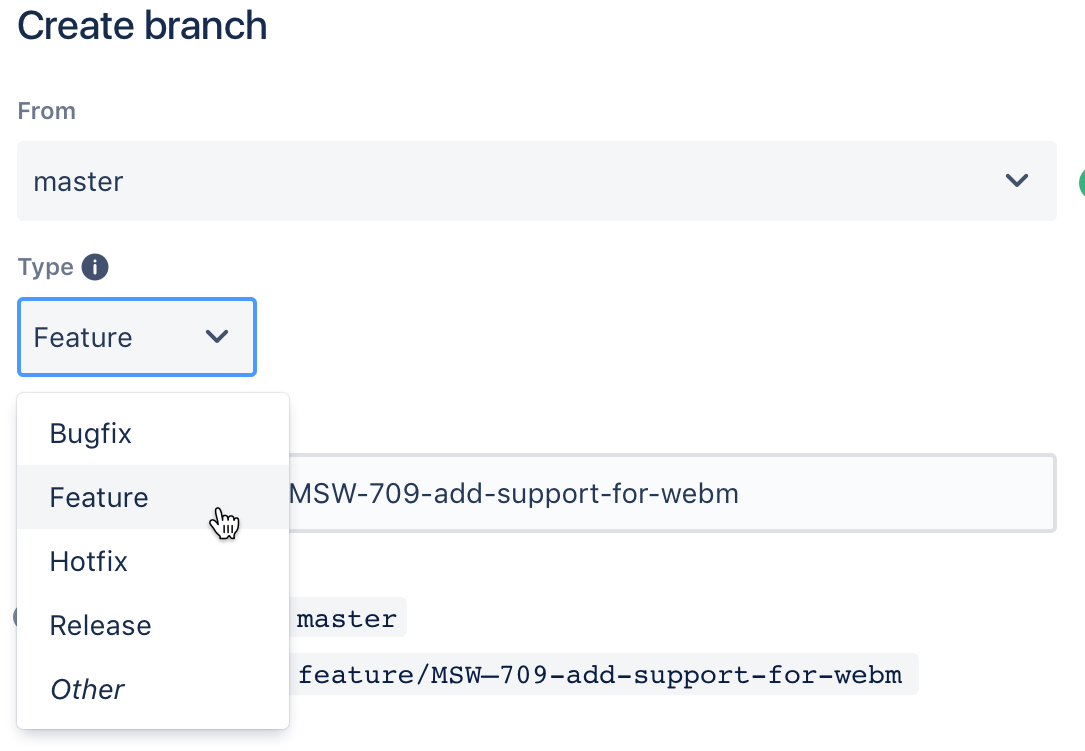 Create branch
From
master
Type
Feature
Bugfix
Feature
MSW-709-add-support-for-webm
Hotfix
master
Release
feature/MSW—709-add-support-for-webm
Other